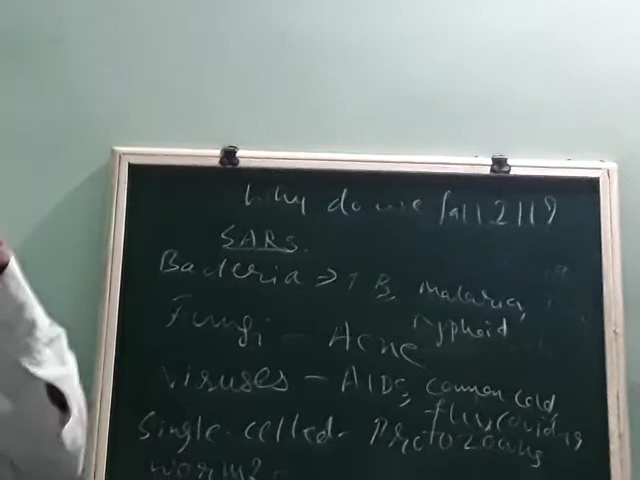 Why do we fall ill?
SARS.
Bacteria → TB, Malaria,
Typhoid
Fungi - Acne
Viruses - AIDS, common cold,
flu, covid 19
Single-celled - Protozoans
worms